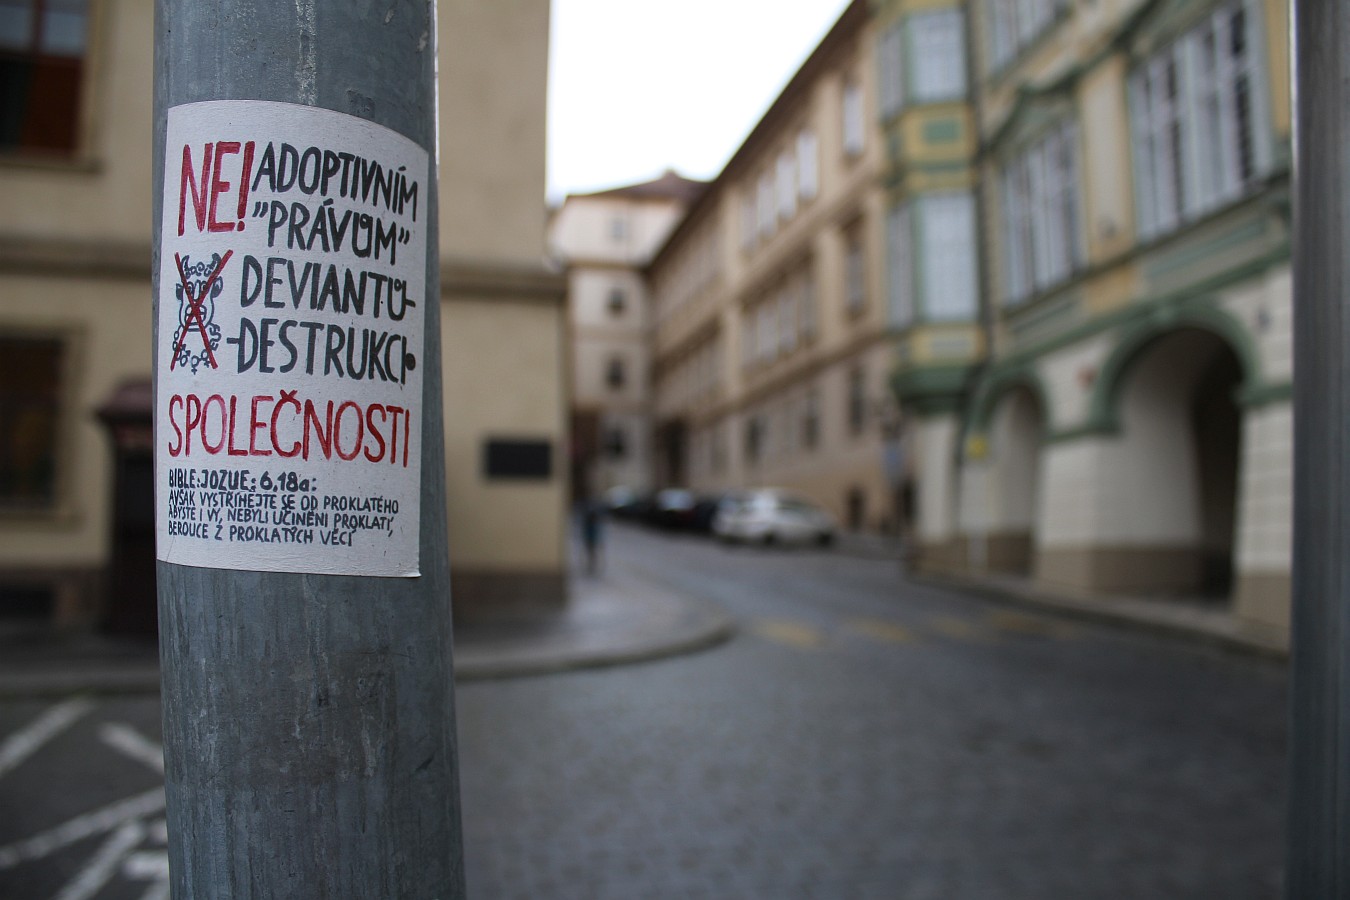 NE! ADOPTIVNÍM
"PRÁVŮM"
DEVIANTŮ-
-DESTRUKCI
SPOLEČNOSTI
BIBLE: JOZUE: 6,18a:
AVŠAK VYSTŘÍHEJTE SE OD PROKLATÉHO
ABYSTE I VY, NEBYLI UČINĚNI PROKLATÍ,
BEROUCE Z PROKLATÝCH VĚCÍ